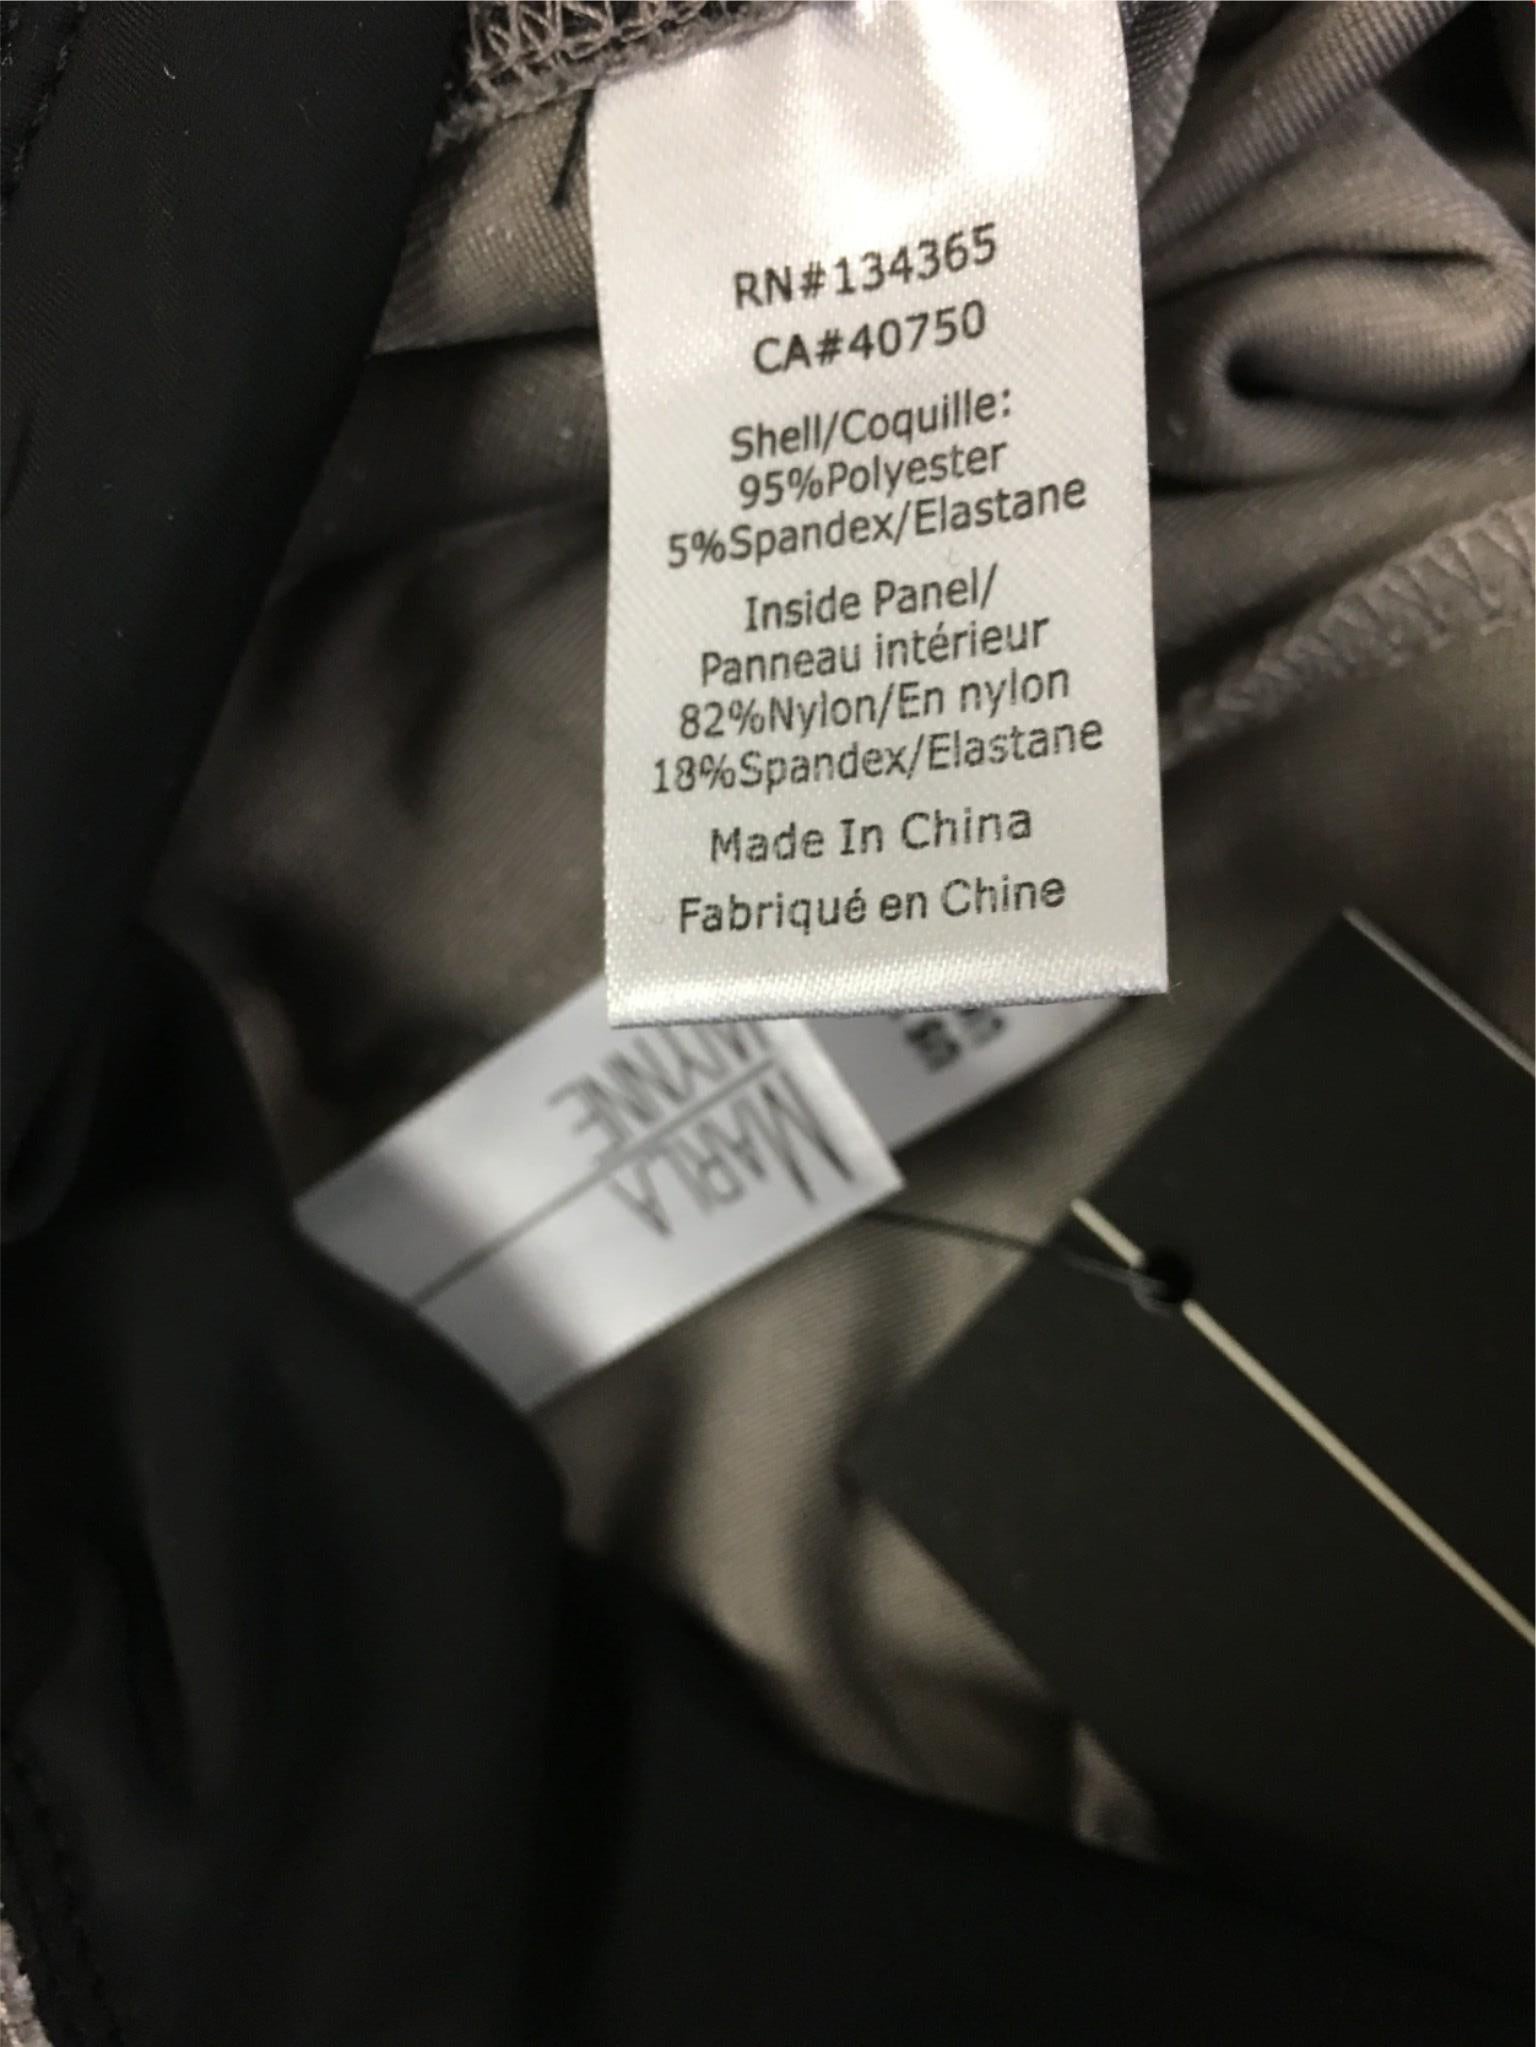 RN#134365
CA#40750
Shell/Coquille:
95%Polyester
5%Spandex/Elastane
Inside Panel/
Panneau intérieur
82%Nylon/En nylon
18%Spandex/Elastane
Made In China
Fabriqué en Chine
MARLA
WYNNE